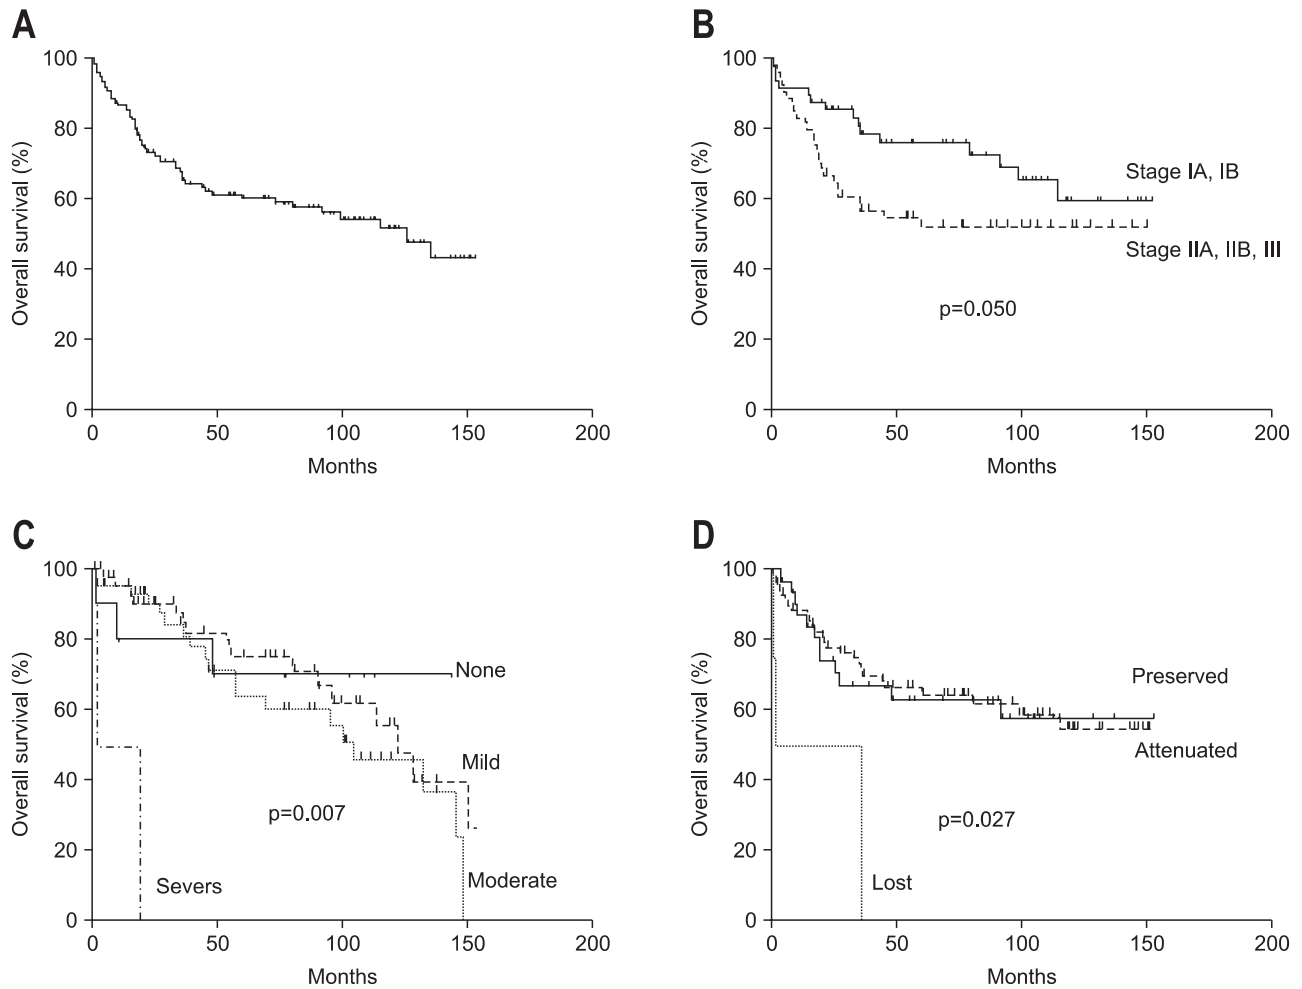 A
Overall survival (%)
100
80
60
40
20
0
0 50 100 150 200
Months
B
Overall survival (%)
100
80
60
40
20
0
Stage IA, IB
Stage IIA, IIB, III
p=0.050
0 50 100 150 200
Months
C
Overall survival (%)
100
80
60
40
20
0
None
Mild
p=0.007
Severs
Moderate
0 50 100 150 200
Months
D
Overall survival (%)
100
80
60
40
20
0
Preserved
Attenuated
p=0.027
Lost
0 50 100 150 200
Months